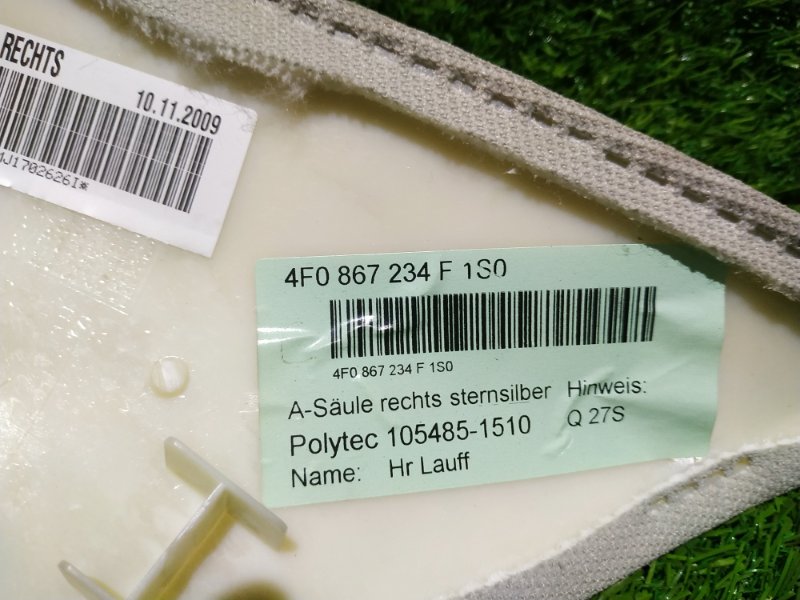 RECHTS
10.11.2009
J1702626I*
4F0 867 234 F 1S0
4F0 867 234 F 1S0
A-Säule rechts sternsilber
Hinweis:
Polytec 105485-1510
Q 27S
Name: Hr Lauff